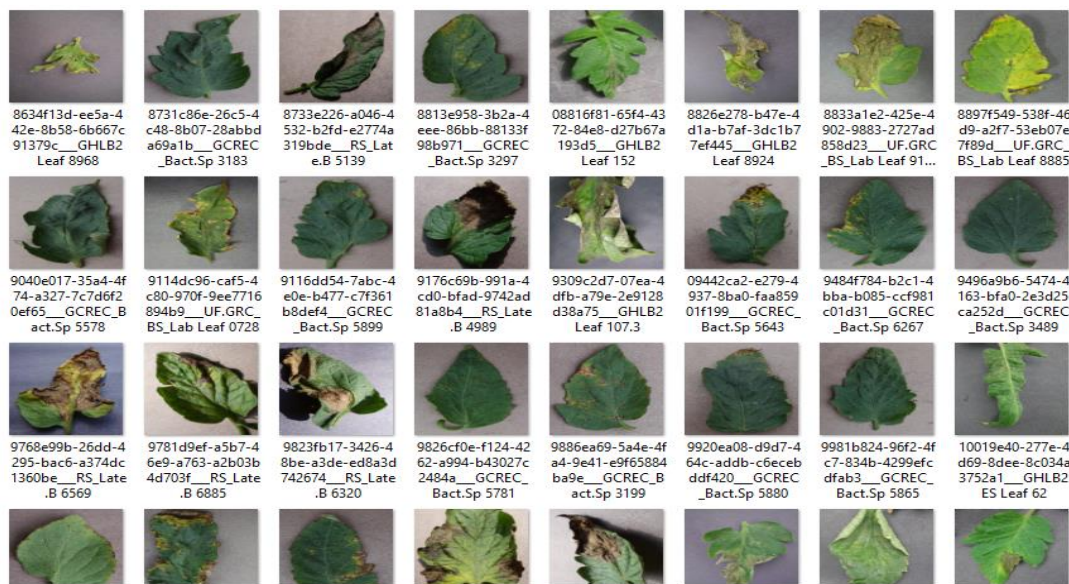 8634f13d-ee5a-4
42e-8b58-6b667c
91379c___GHLB2
Leaf 8968
8731c86e-26c5-4
c48-8b07-28abbd
a69a1b___GCREC
_Bact.Sp 3183
8733e226-a046-4
532-b2fd-e2774a
319bde___RS_Lat
e.B 5139
8813e958-3b2a-4
eee-86bb-88133f
98b971___GCREC
_Bact.Sp 3297
08816f81-65f4-43
72-84e8-d27b67a
193d5___GHLB2
Leaf 152
8826e278-b47e-4
d1a-b7af-3dc1b7
7ef445___GHLB2
Leaf 8924
8833a1e2-425e-4
902-9883-2727ad
858d23___UF.GRC
_BS_Lab Leaf 91...
8897f549-538f-46
d9-a2f7-53eb07e
7f89d___UF.GRC_
BS_Lab Leaf 8885
9040e017-35a4-4f
74-a327-7c7d6f2
0ef65___GCREC_B
act.Sp 5578
9114dc96-caf5-4
c80-970f-9ee7716
894b9___UF.GRC_
BS_Lab Leaf 0728
9116dd54-7abc-4
e0e-b477-c7f361
b8def4___GCREC
_Bact.Sp 5899
9176c69b-991a-4
cd0-bfad-9742ad
81a8b4___RS_Late
.B 4989
9309c2d7-07ea-4
dfb-a79e-2e9128
d38a75___GHLB2
Leaf 107.3
09442ca2-e279-4
937-8ba0-faa859
01f199___GCREC_
Bact.Sp 5643
9484f784-b2c1-4
bba-b085-ccf981
c01d31___GCREC
_Bact.Sp 6267
9496a9b6-5474-4
163-bfa0-2e3d25
ca252d___GCREC
_Bact.Sp 3489
9768e99b-26dd-4
295-bac6-a374dc
1360be___RS_Late
.B 6569
9781d9ef-a5b7-4
6e9-a763-a2b03b
4d703f___RS_Late
.B 6885
9823fb17-3426-4
8be-a3de-ed8a3d
742674___RS_Late
.B 6320
9826cf0e-f124-42
62-a994-b43027c
2484a___GCREC_
Bact.Sp 5781
9886ea69-5a4e-4f
a4-9e41-e9f65884
ba9e___GCREC_B
act.Sp 3199
9920ea08-d9d7-4
64c-addb-c6eceb
ddf420___GCREC
_Bact.Sp 5880
9981b824-96f2-4f
c7-834b-4299efc
dfab3___GCREC_
Bact.Sp 5865
10019e40-277e-4
d69-8dee-8c034a
3752a1___GHLB2
ES Leaf 62